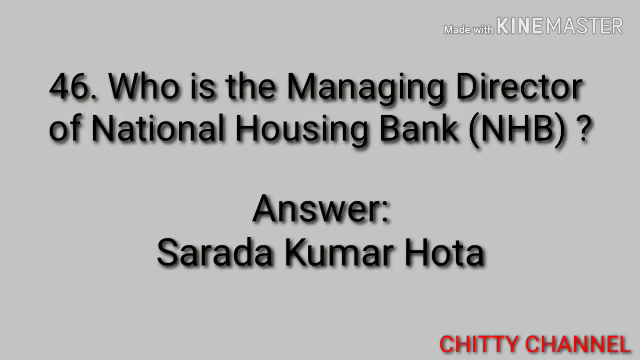 Made with KINEMASTER
46. Who is the Managing Director
of National Housing Bank (NHB) ?
Answer:
Sarada Kumar Hota
CHITTY CHANNEL